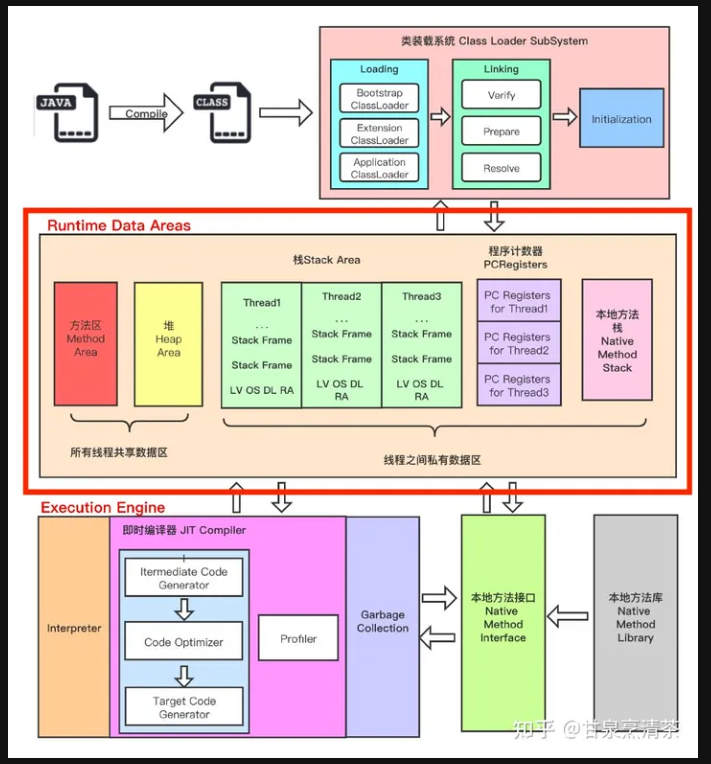 类装载系统 Class Loader SubSystem
Loading
Linking
JAVA
Compile
CLASS
Bootstrap
ClassLoader
Extension
ClassLoader
Application
ClassLoader
Verify
Prepare
Resolve
Initialization
Runtime Data Areas
栈Stack Area
程序计数器
PCRegisters
方法区
Method
Area
堆
Heap
Area
Thread1
...
Stack Frame
Stack Frame
LV OS DL RA
Thread2
...
Stack Frame
Stack Frame
LV OS DL
RA
Thread3
...
Stack Frame
Stack Frame
LV OS DL
RA
PC Registers
for Thread1
PC Registers
for Thread2
PC Registers
for Thread3
本地方法
栈
Native
Method
Stack
所有线程共享数据区
线程之间私有数据区
Execution Engine
Interpreter
即时编译器 JIT Compiler
Itermediate Code
Generator
Code Optimizer
Target Code
Generator
Profiler
Garbage
Collection
本地方法接口
Native
Method
Interface
本地方法库
Native
Method
Library
知乎 @甘泉烹清茶